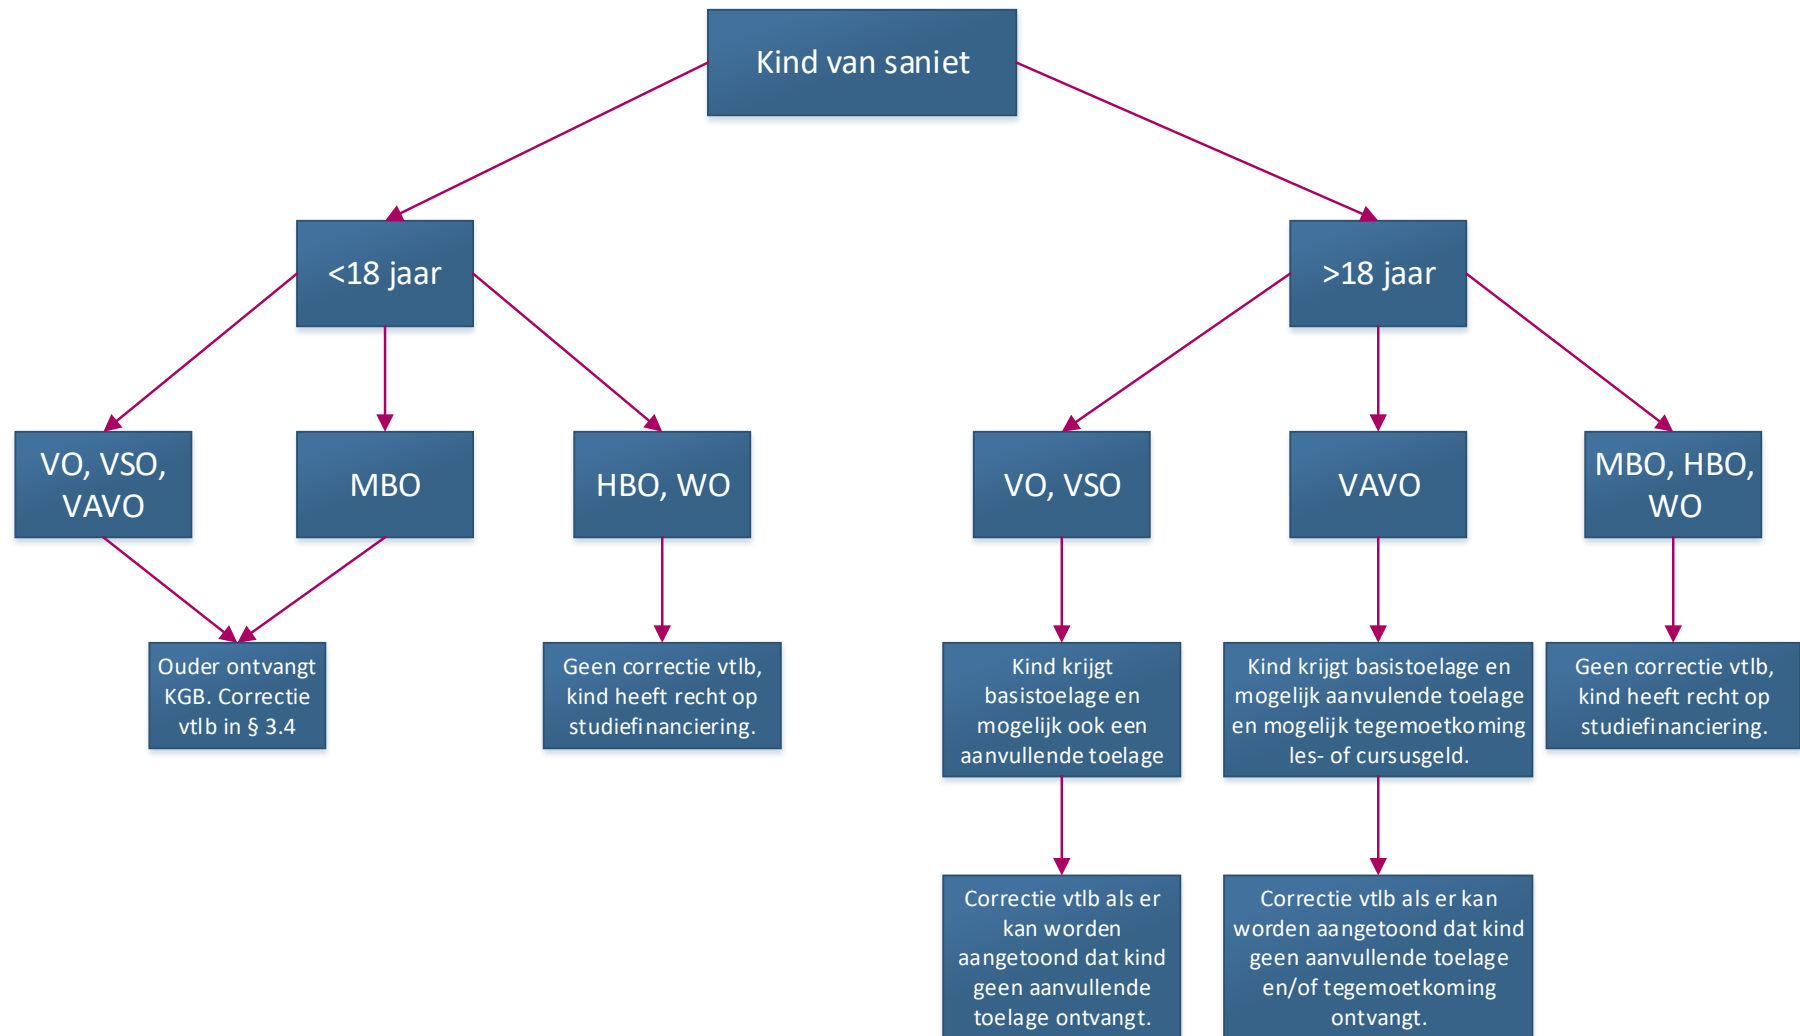 Kind van saniet
<18 jaar
>18 jaar
VO, VSO,
VAVO
MBO
HBO, WO
VO, VSO
VAVO
MBO, HBO,
WO
Ouder ontvangt
KGB. Correctie
vtlb in § 3.4
Geen correctie vtlb,
kind heeft recht op
studiefinanciering.
Kind krijgt
basistoelage en
mogelijk ook een
aanvullende toelage
Kind krijgt basistoelage en
mogelijk aanvulende toelage
en mogelijk tegemoetkoming
les- of cursusgeld.
Geen correctie vtlb,
kind heeft recht op
studiefinanciering.
Correctie vtlb als er
kan worden
aangetoond dat kind
geen aanvullende
toelage ontvangt.
Correctie vtlb als er kan
worden aangetoond dat kind
geen aanvullende toelage
en/of tegemoetkoming
ontvangt.